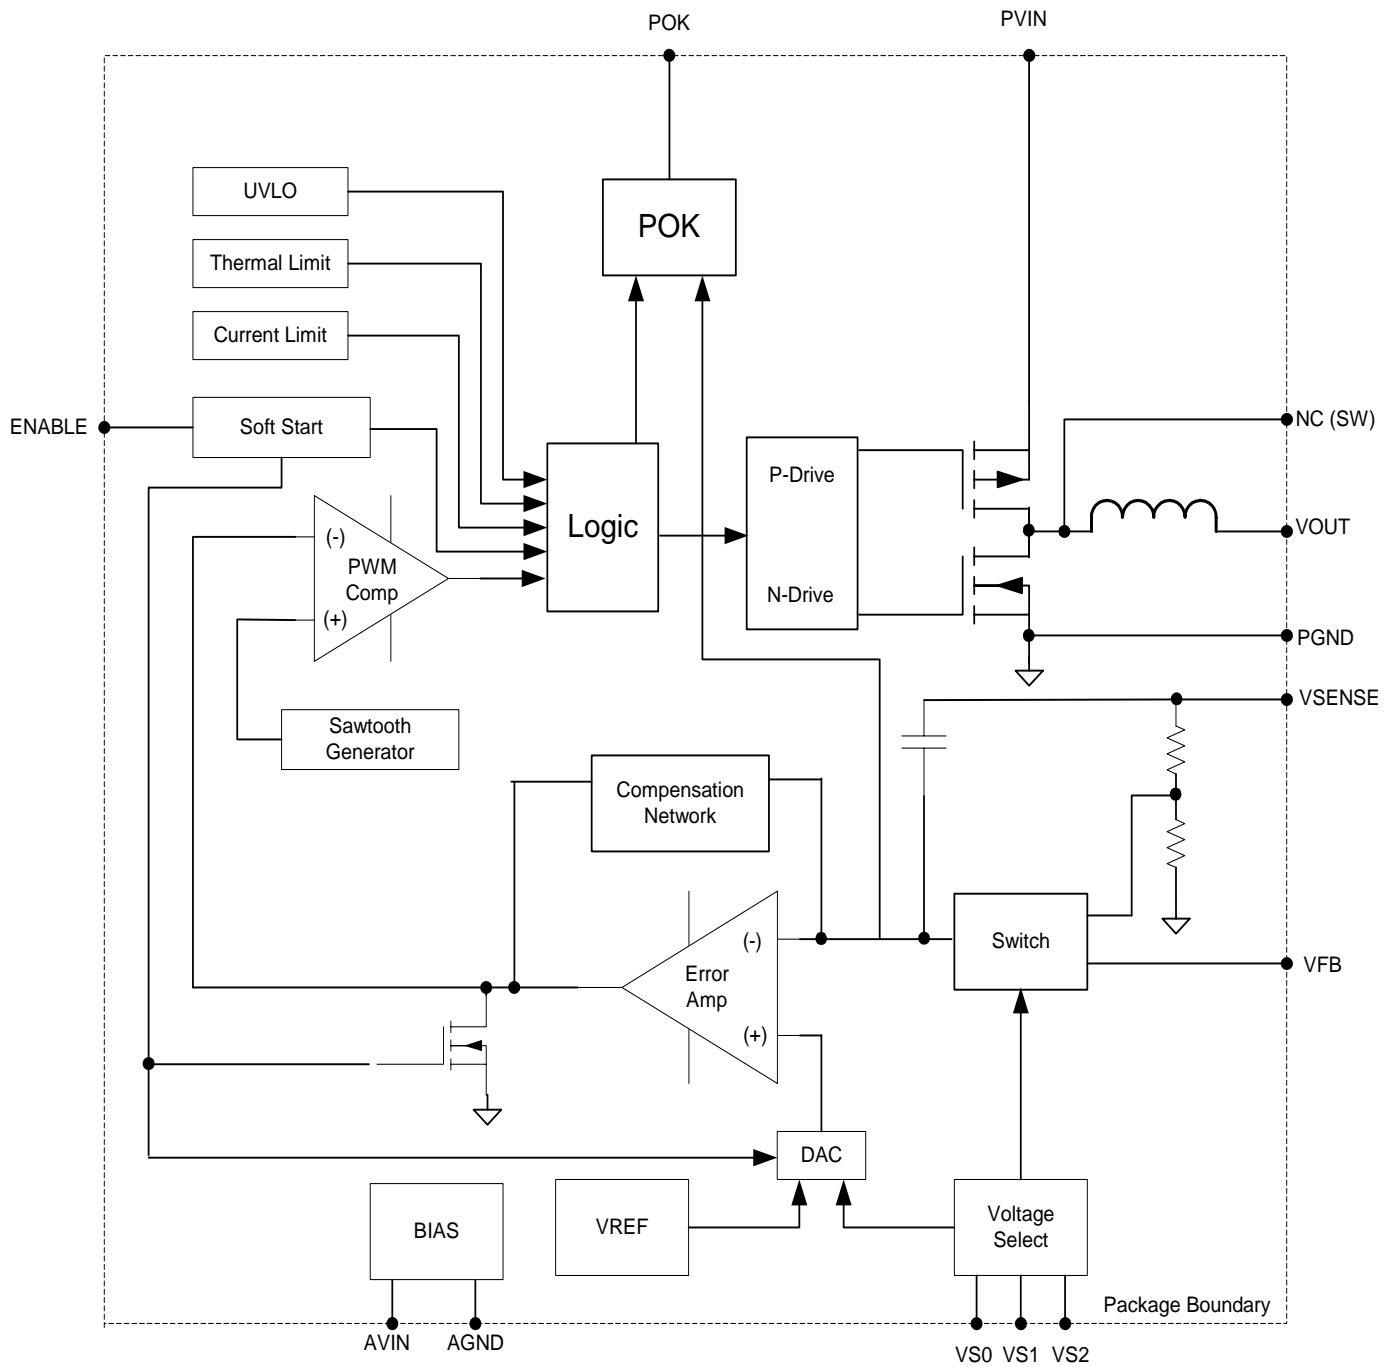 POK
PVIN
UVLO
POK
Thermal Limit
Current Limit
ENABLE
Soft Start
NC (SW)
P-Drive
Logic
VOUT
(-)
PWM
Comp
(+)
N-Drive
PGND
VSENSE
Sawtooth
Generator
Compensation
Network
(-)
Switch
VFB
Error
Amp
(+)
DAC
BIAS
VREF
Voltage
Select
Package Boundary
AVIN
AGND
VS0
VS1
VS2